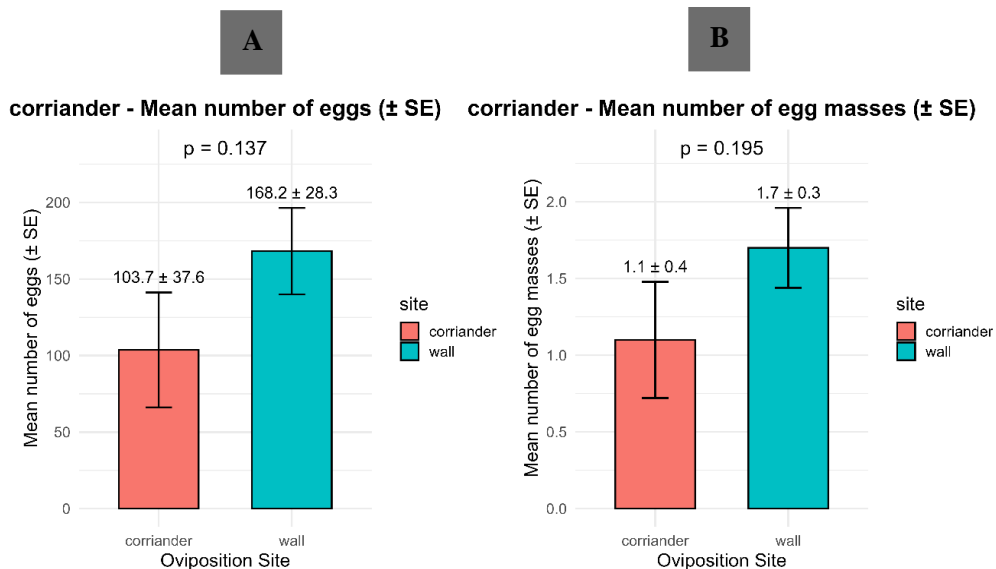 A
corriander - Mean number of eggs (± SE)
p = 0.137
168.2 ± 28.3
103.7 ± 37.6
200
150
100
50
0
Mean number of eggs (± SE)
corriander
wall
Oviposition Site
site
corriander
wall
B
corriander - Mean number of egg masses (± SE)
p = 0.195
1.7 ± 0.3
1.1 ± 0.4
2.0
1.5
1.0
0.5
0.0
Mean number of egg masses (± SE)
corriander
wall
Oviposition Site
site
corriander
wall